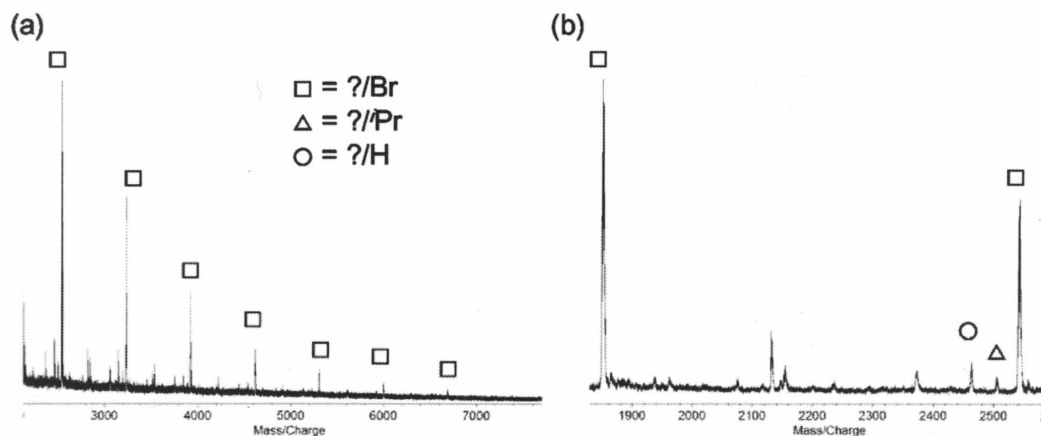 (a)
□ = ?/Br
△ = ?/ⁱPr
○ = ?/H
3000 4000 5000 6000 7000
Mass/Charge
(b)
1900 2000 2100 2200 2300 2400 2500
Mass/Charge